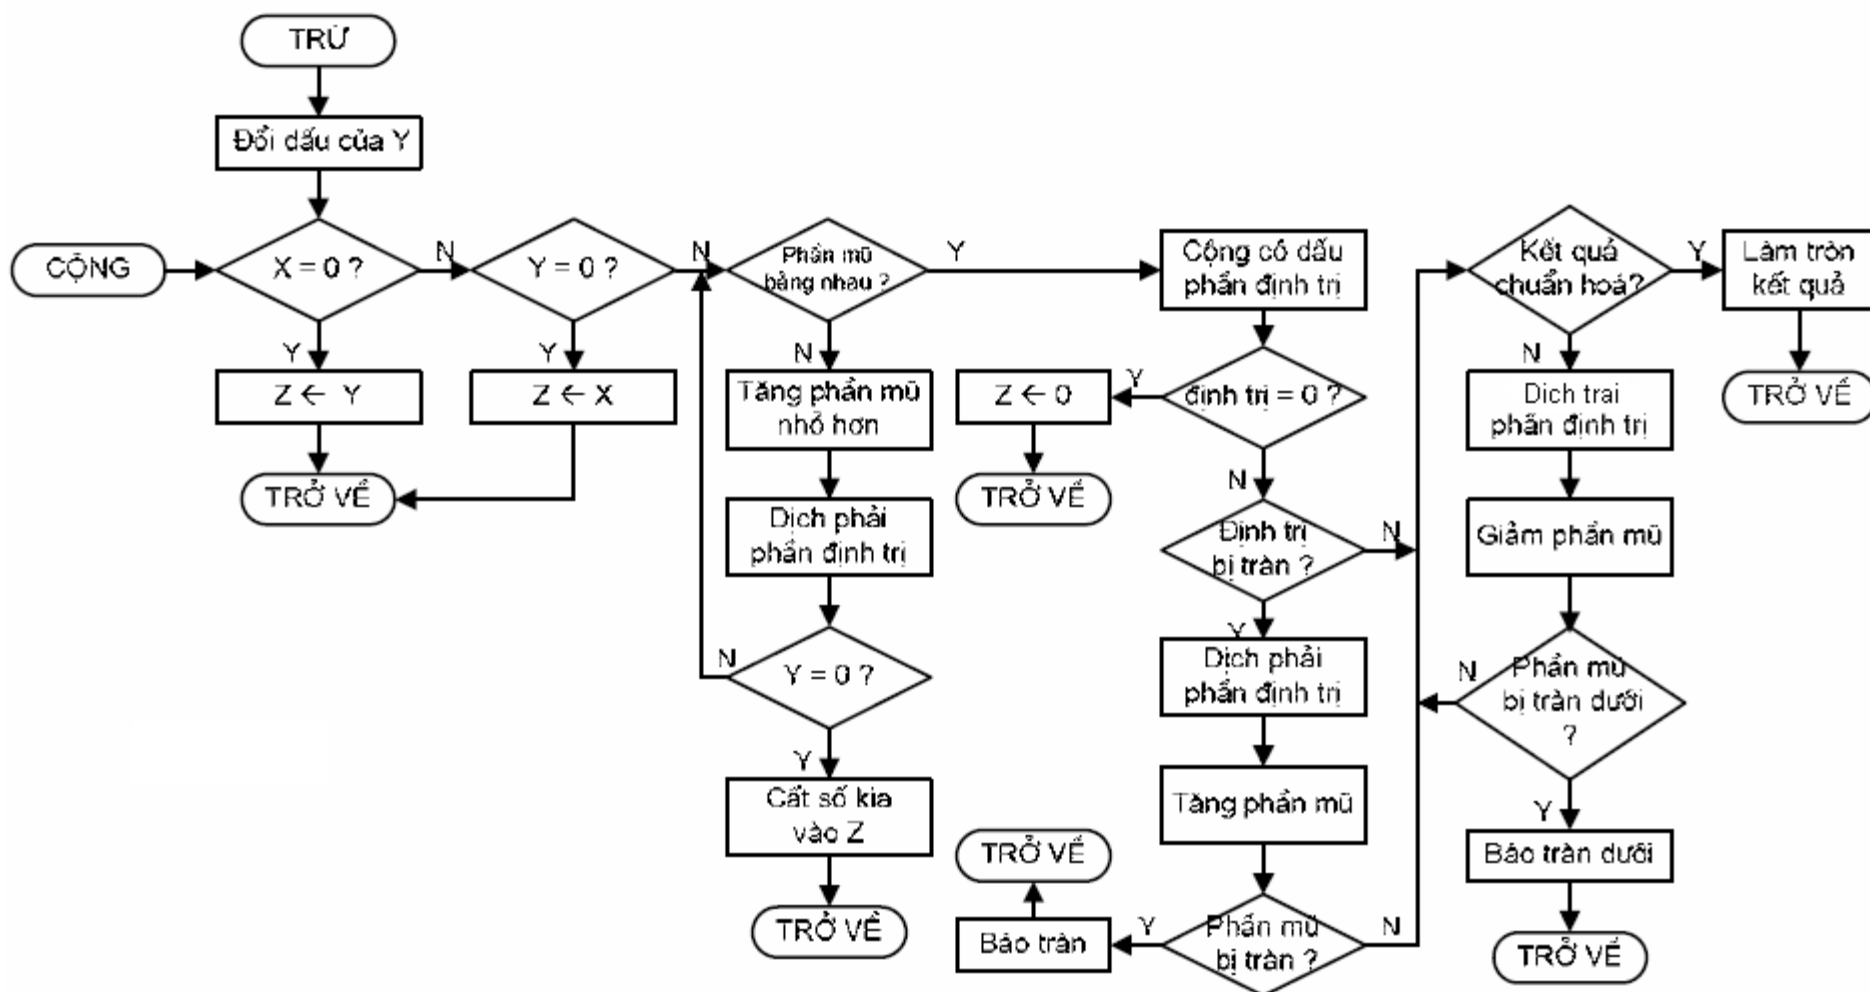 TRỪ
Đổi dấu của Y
CỘNG
X = 0 ?
N
Y
Z ← Y
TRỞ VỀ
Y = 0 ?
N
Y
Z ← X
Phần mũ
bằng nhau ?
Y
N
Tăng phần mũ
nhỏ hơn
Dịch phải
phần định trị
Y = 0 ?
N
Y
Cất số kia
vào Z
TRỞ VỀ
Cộng có dấu
phần định trị
định trị = 0 ?
Y
Z ← 0
TRỞ VỀ
N
Định trị
bị tràn ?
N
Y
Dịch phải
phần định trị
Tăng phần mũ
Phần mũ
bị tràn ?
Y
Báo tràn
TRỞ VỀ
N
Kết quả
chuẩn hoá?
Y
Làm tròn
kết quả
TRỞ VỀ
N
Dich trai
phần định trị
Giảm phần mũ
Phần mũ
bị tràn dưới
?
N
Y
Báo tràn dưới
TRỞ VỀ